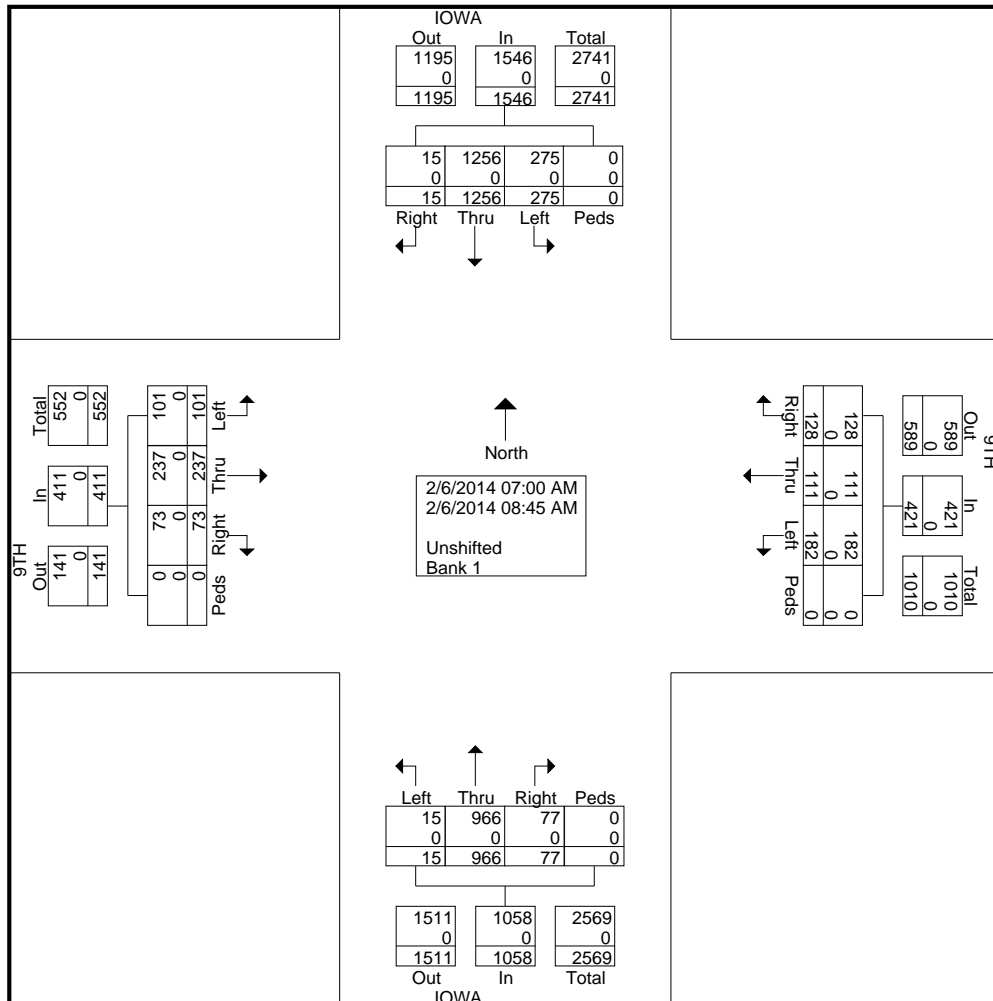 IOWA
Out In Total
1195 1546 2741
0 0 0
1195 1546 2741
15 1256 275 0
0 0 0 0
15 1256 275 0
Right Thru Left Peds
Total
552 0 552
In
411 0 411
9TH
Out
141 0 141
101 0 101
Left
237 0 237
Thru
73 0 73
Right
0 0 0
Peds
North
2/6/2014 07:00 AM
2/6/2014 08:45 AM
Unshifted
Bank 1
Right
128 0 128
Thru
111 0 111
Left
182 0 182
Peds
0 0 0
9TH
Out
589 0 589
In
421 0 421
Total
1010 0 1010
Left Thru Right Peds
15 966 77 0
0 0 0 0
15 966 77 0
1511 1058 2569
0 0 0
1511 1058 2569
Out In Total
IOWA